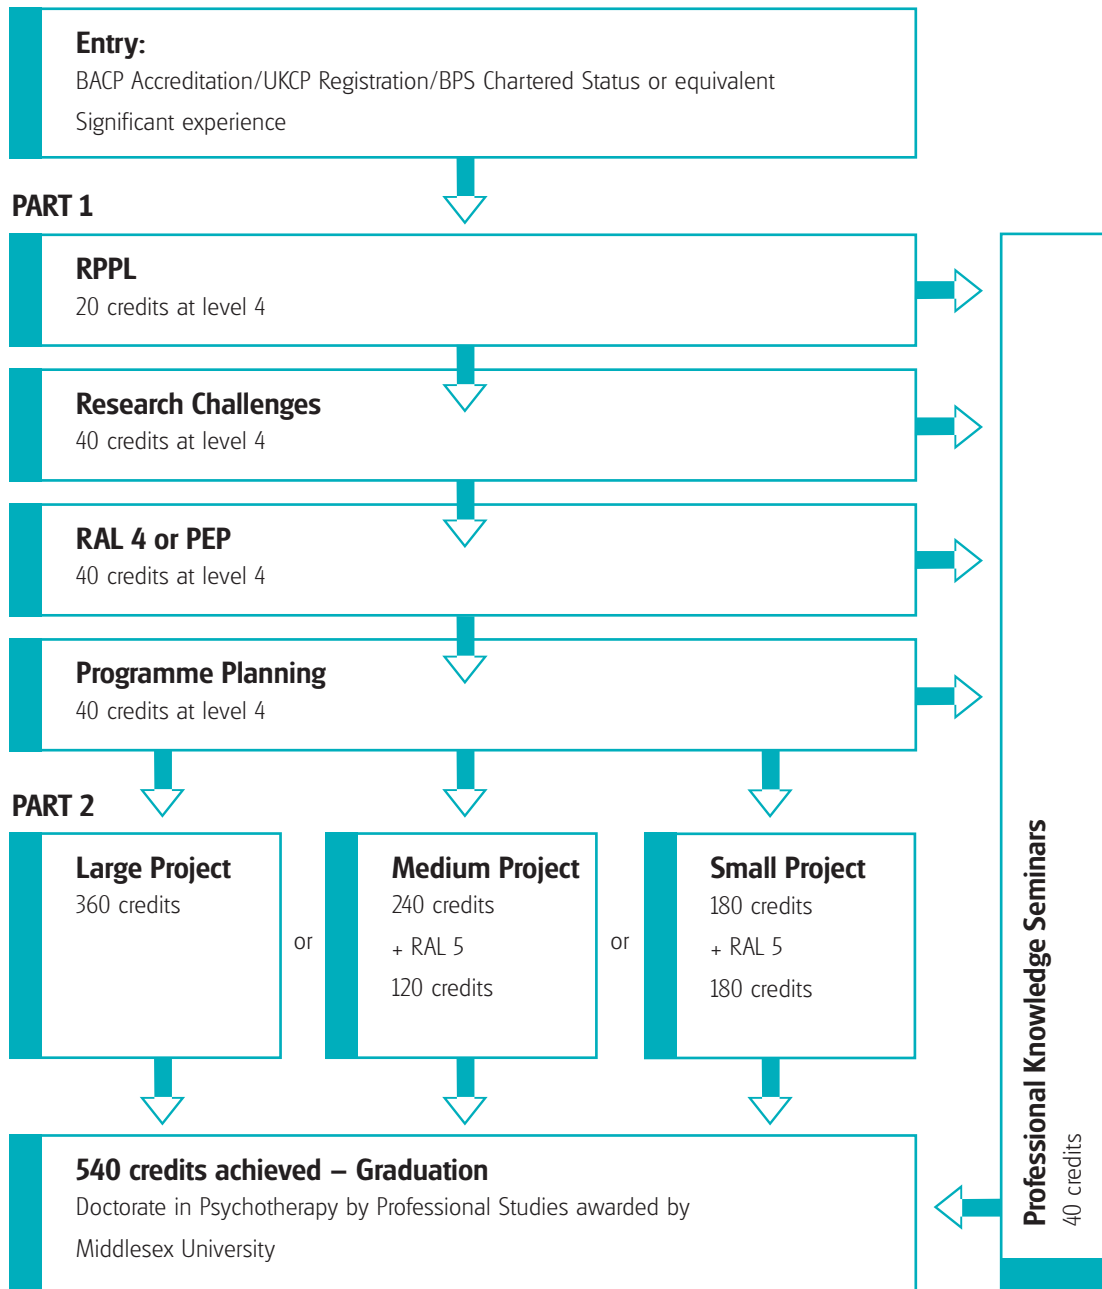 Entry:
BACP Accreditation/UKCP Registration/BPS Chartered Status or equivalent
Significant experience
PART 1
RPPL
20 credits at level 4
Research Challenges
40 credits at level 4
RAL 4 or PEP
40 credits at level 4
Programme Planning
40 credits at level 4
PART 2
Large Project
360 credits
or
Medium Project
240 credits
+ RAL 5
120 credits
or
Small Project
180 credits
+ RAL 5
180 credits
Professional Knowledge Seminars
40 credits
540 credits achieved – Graduation
Doctorate in Psychotherapy by Professional Studies awarded by
Middlesex University